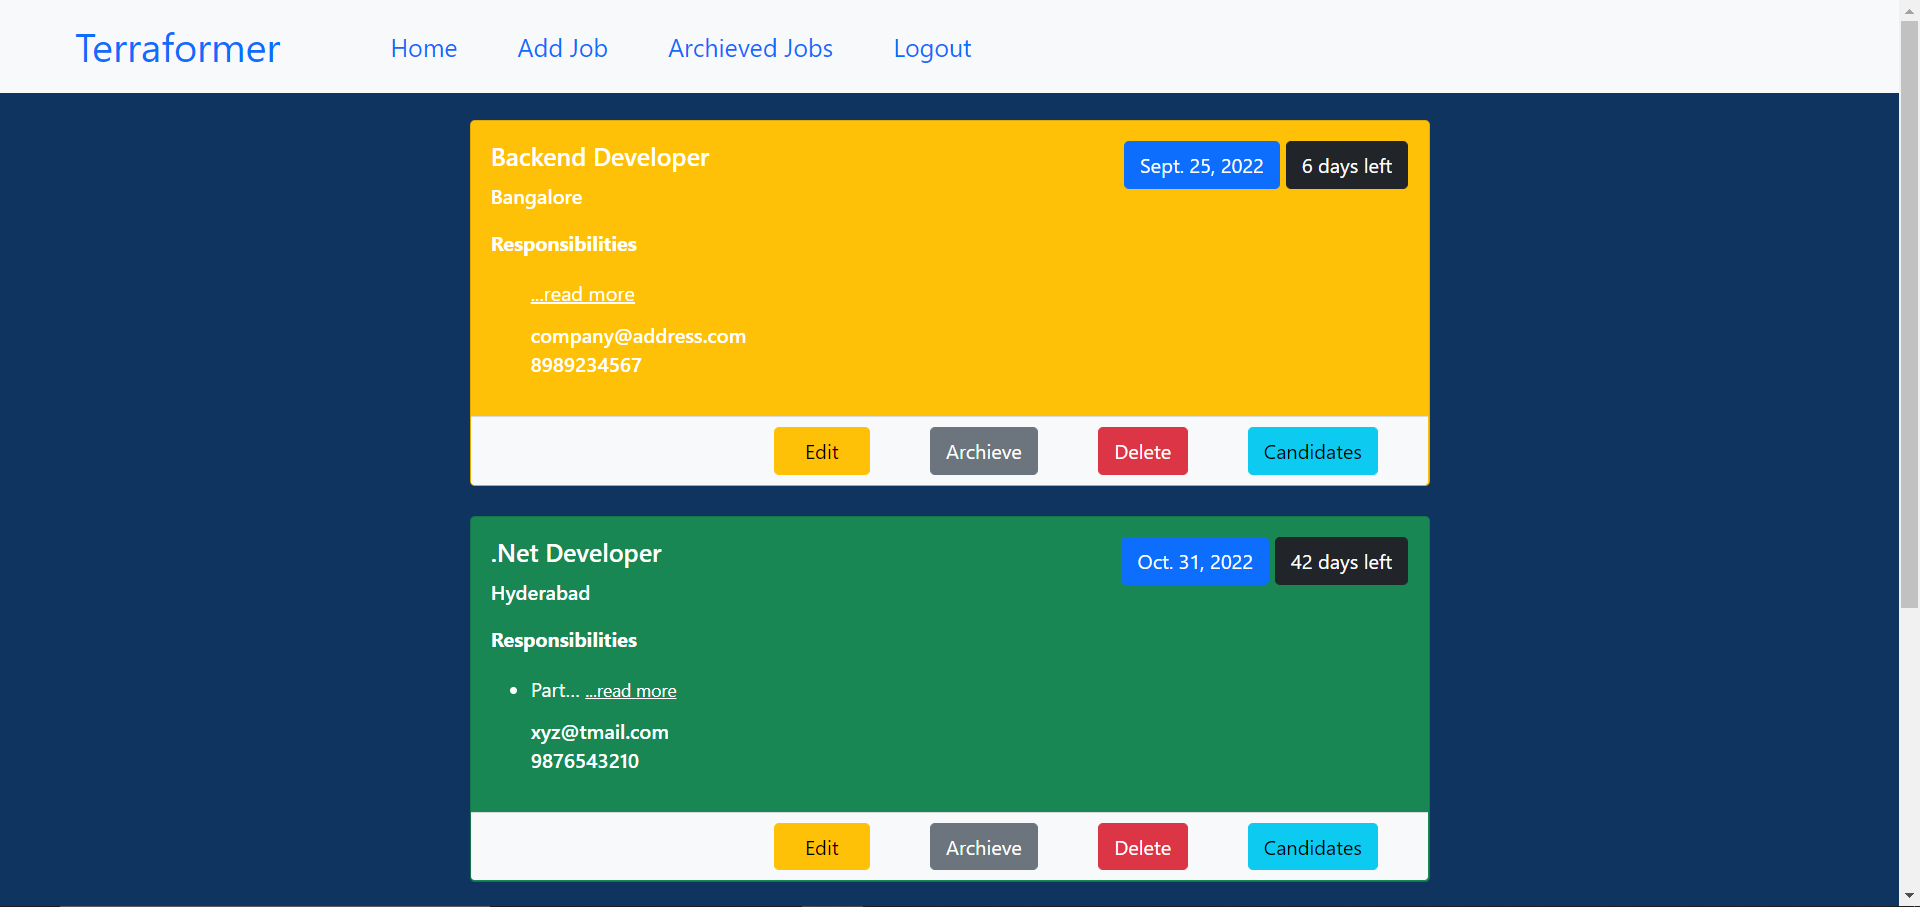 Terraformer Home Add Job Archieved Jobs Logout
Backend Developer
Sept. 25, 2022 6 days left
Bangalore
Responsibilities
...read more
company@address.com
8989234567
Edit Archieve Delete Candidates
.Net Developer
Oct. 31, 2022 42 days left
Hyderabad
Responsibilities
• Part... ...read more
xyz@tmail.com
9876543210
Edit Archieve Delete Candidates